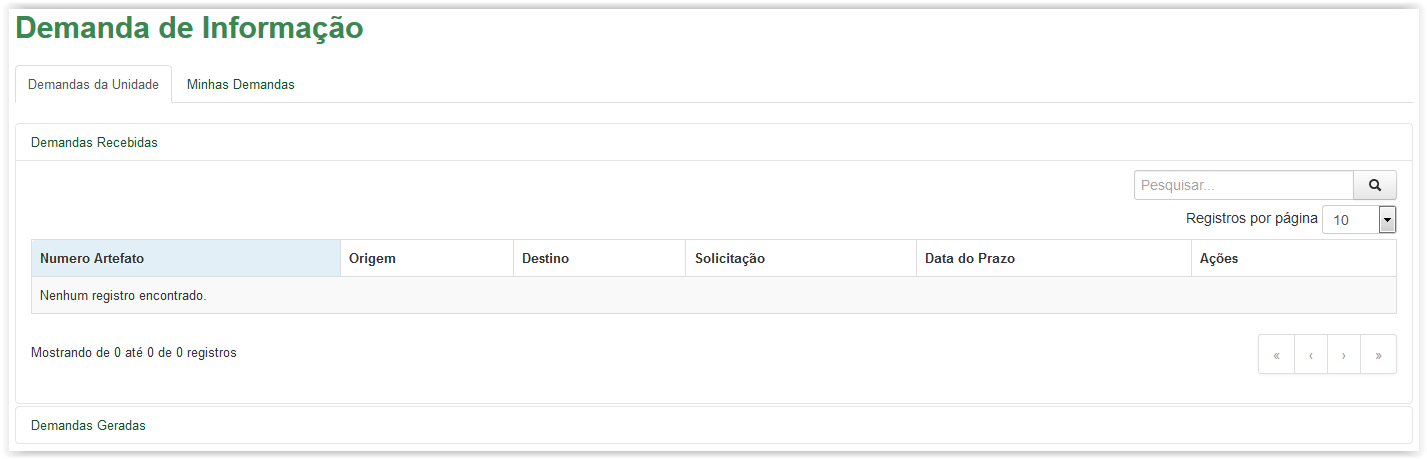 Demanda de Informação
Demandas da Unidade Minhas Demandas
Demandas Recebidas
Pesquisar...
Registros por página 10
Numero Artefato Origem Destino Solicitação Data do Prazo Ações
Nenhum registro encontrado.
Mostrando de 0 até 0 de 0 registros
« ‹ › »
Demandas Geradas